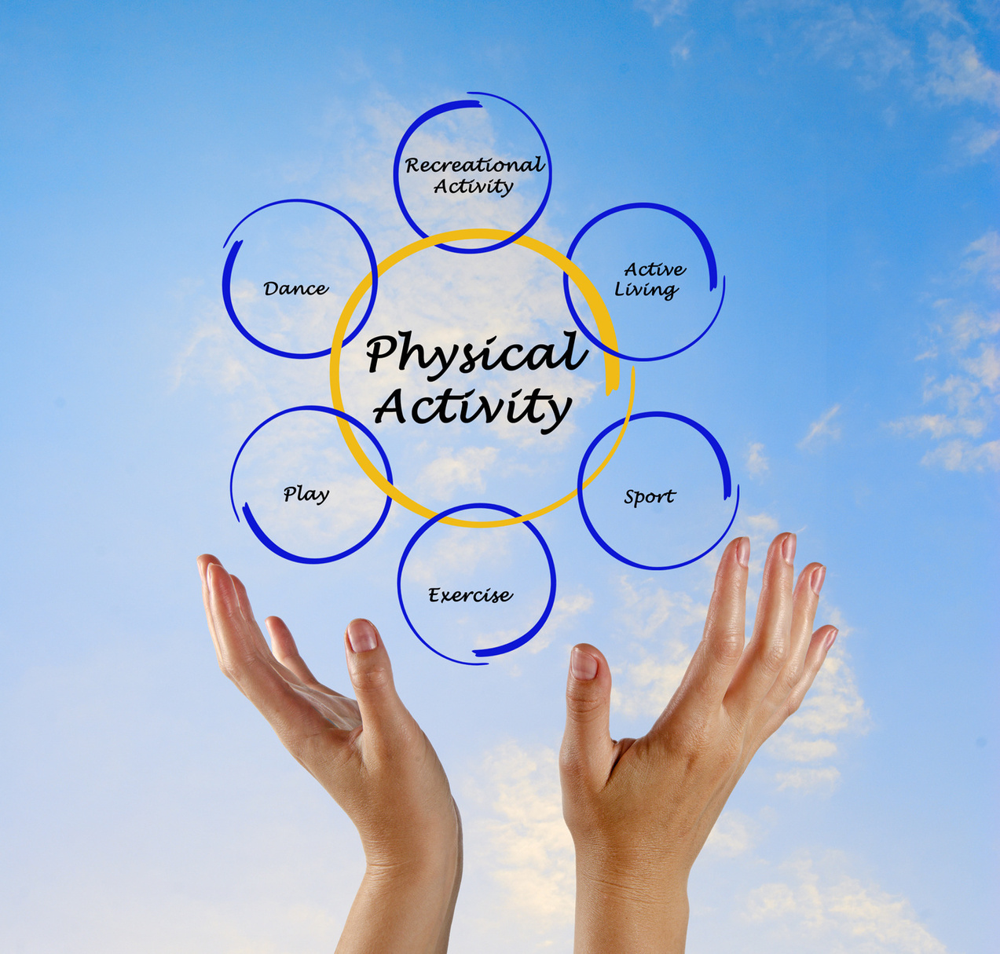 Recreational
Activity
Active
Living
Dance
Physical
Activity
Play
Sport
Exercise